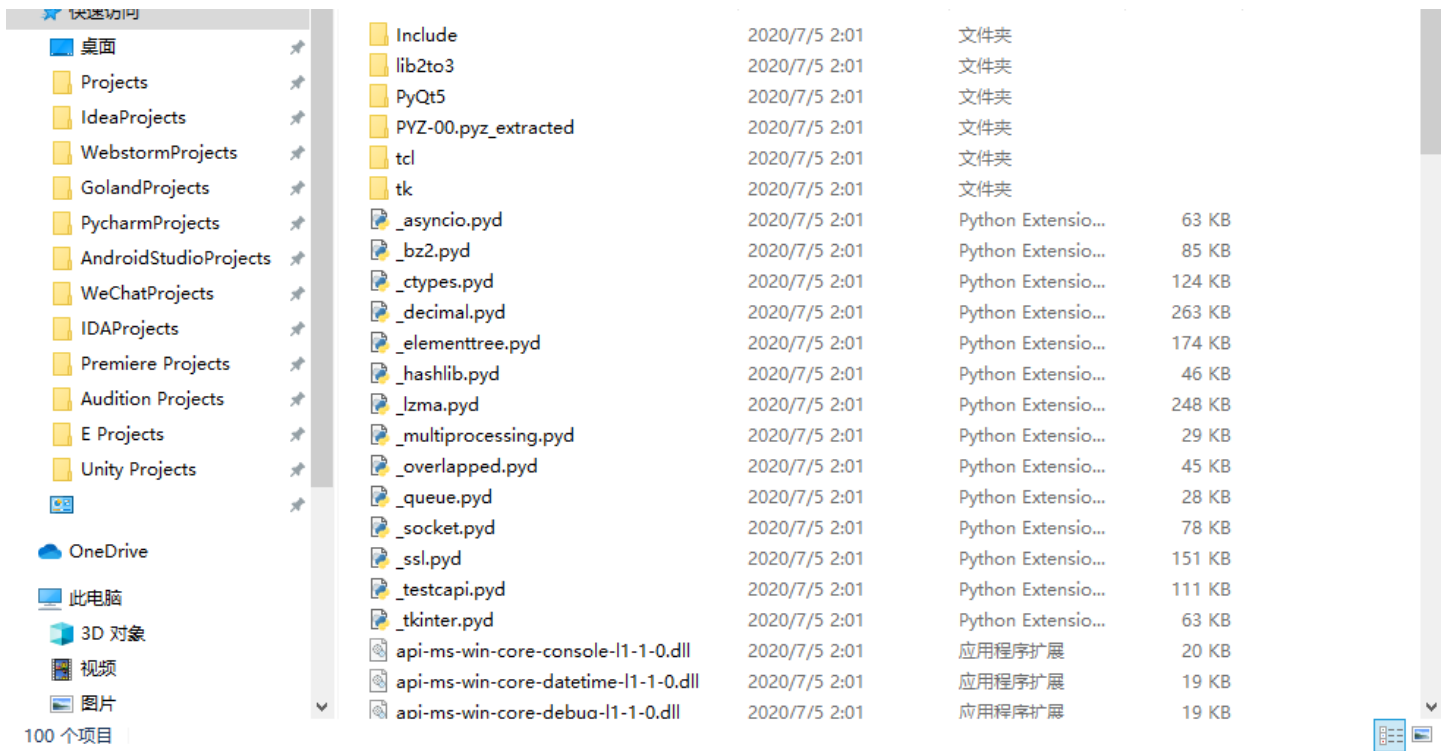 快速访问
桌面
Projects
IdeaProjects
WebstormProjects
GolandProjects
PycharmProjects
AndroidStudioProjects
WeChatProjects
IDAProjects
Premiere Projects
Audition Projects
E Projects
Unity Projects
OneDrive
此电脑
3D 对象
视频
图片
Include 2020/7/5 2:01 文件夹
lib2to3 2020/7/5 2:01 文件夹
PyQt5 2020/7/5 2:01 文件夹
PYZ-00.pyz_extracted 2020/7/5 2:01 文件夹
tcl 2020/7/5 2:01 文件夹
tk 2020/7/5 2:01 文件夹
_asyncio.pyd 2020/7/5 2:01 Python Extensio... 63 KB
_bz2.pyd 2020/7/5 2:01 Python Extensio... 85 KB
_ctypes.pyd 2020/7/5 2:01 Python Extensio... 124 KB
_decimal.pyd 2020/7/5 2:01 Python Extensio... 263 KB
_elementtree.pyd 2020/7/5 2:01 Python Extensio... 174 KB
_hashlib.pyd 2020/7/5 2:01 Python Extensio... 46 KB
_lzma.pyd 2020/7/5 2:01 Python Extensio... 248 KB
_multiprocessing.pyd 2020/7/5 2:01 Python Extensio... 29 KB
_overlapped.pyd 2020/7/5 2:01 Python Extensio... 45 KB
_queue.pyd 2020/7/5 2:01 Python Extensio... 28 KB
_socket.pyd 2020/7/5 2:01 Python Extensio... 78 KB
_ssl.pyd 2020/7/5 2:01 Python Extensio... 151 KB
_testcapi.pyd 2020/7/5 2:01 Python Extensio... 111 KB
_tkinter.pyd 2020/7/5 2:01 Python Extensio... 63 KB
api-ms-win-core-console-l1-1-0.dll 2020/7/5 2:01 应用程序扩展 20 KB
api-ms-win-core-datetime-l1-1-0.dll 2020/7/5 2:01 应用程序扩展 19 KB
api-ms-win-core-debug-l1-1-0.dll 2020/7/5 2:01 应用程序扩展 19 KB
100 个项目